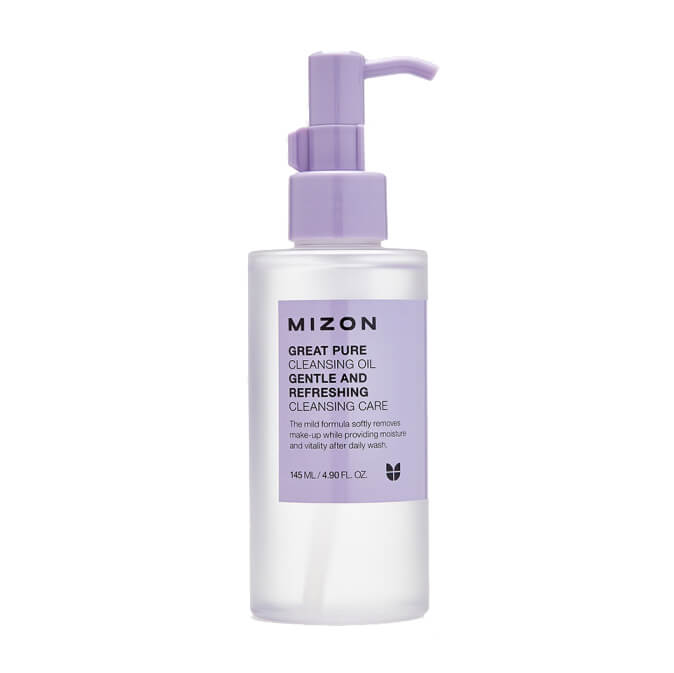 MIZON
GREAT PURE
CLEANSING OIL
GENTLE AND
REFRESHING
CLEANSING CARE
The mild formula softly removes
make-up while providing moisture
and vitality after daily wash.
145 ML / 4.90 FL. OZ.